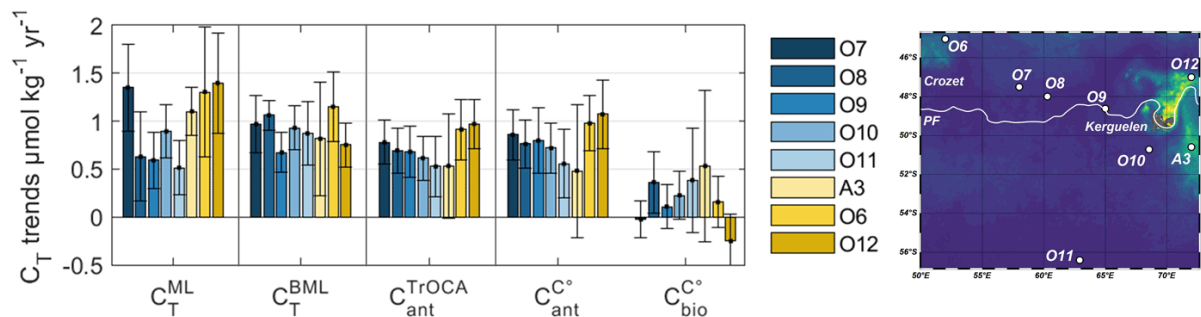 C_T trends µmol kg⁻¹ yr⁻¹
2
1.5
1
0.5
0
-0.5
C_T^ML
C_T^BML
C_ant^TrOCA
C_ant^C°
C_bio^C°
O7
O8
O9
O10
O11
A3
O6
O12
46°S
48°S
50°S
52°S
54°S
56°S
50°E
55°E
60°E
65°E
70°E
O6
O12
Crozet
O7
O8
O9
PF
Kerguelen
O10
A3
O11